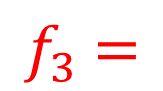 f₃ =